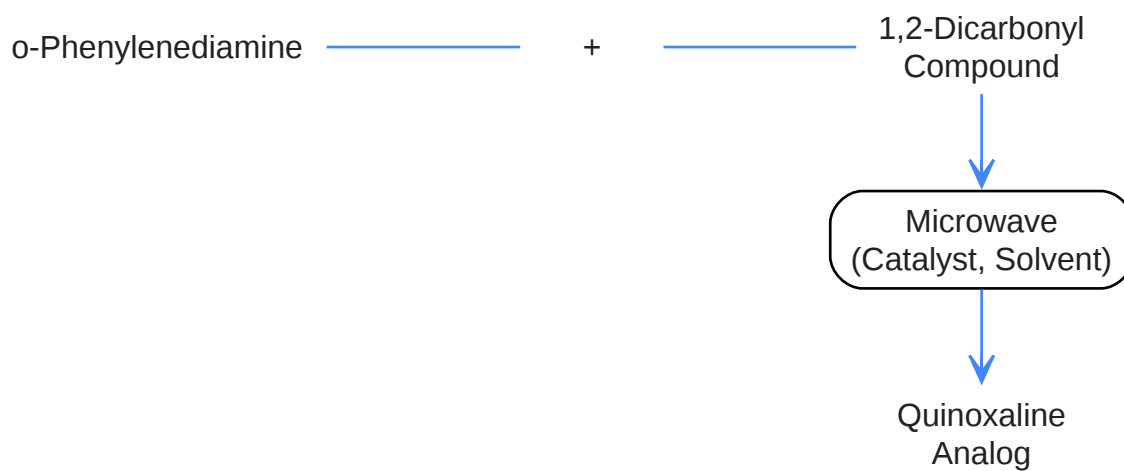 o-Phenylenediamine
+
1,2-Dicarbonyl
Compound
Microwave
(Catalyst, Solvent)
Quinoxaline
Analog